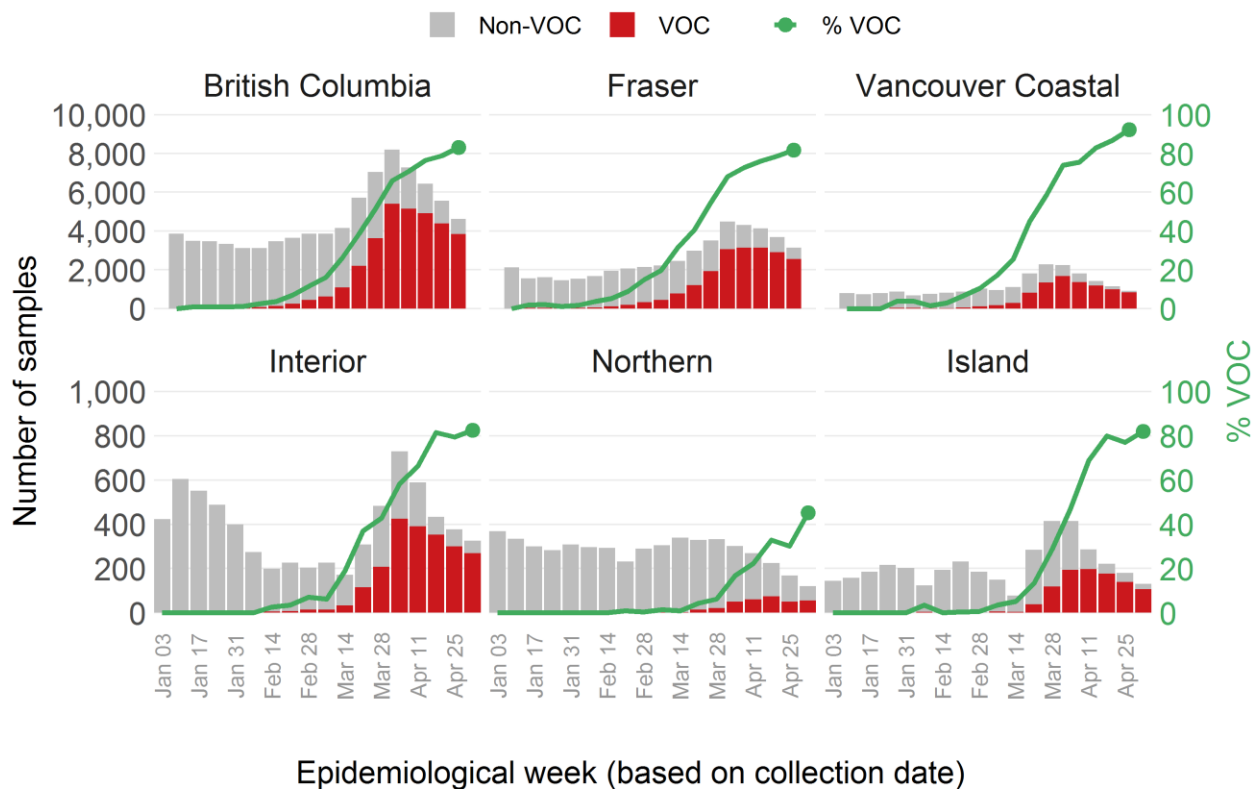 Non-VOC VOC % VOC
British Columbia Fraser Vancouver Coastal
10,000 100
8,000 80
6,000 60
4,000 40
2,000 20
0 0
Interior Northern Island
1,000 100
800 80
600 60
400 40
200 20
0 0
Number of samples
% VOC
Jan 03 Jan 17 Jan 31 Feb 14 Feb 28 Mar 14 Mar 28 Apr 11 Apr 25 Jan 03 Jan 17 Jan 31 Feb 14 Feb 28 Mar 14 Mar 28 Apr 11 Apr 25 Jan 03 Jan 17 Jan 31 Feb 14 Feb 28 Mar 14 Mar 28 Apr 11 Apr 25
Epidemiological week (based on collection date)